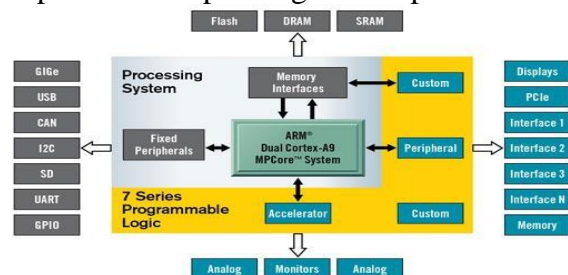 Flash
DRAM
SRAM
GIGe
USB
CAN
I2C
SD
UART
GPIO
Processing
System
Memory
Interfaces
Custom
Fixed
Peripherals
ARM®
Dual Cortex-A9
MPCore™ System
Peripheral
7 Series
Programmable
Logic
Accelerator
Custom
Displays
PCIe
Interface 1
Interface 2
Interface 3
Interface N
Memory
Analog
Monitors
Analog